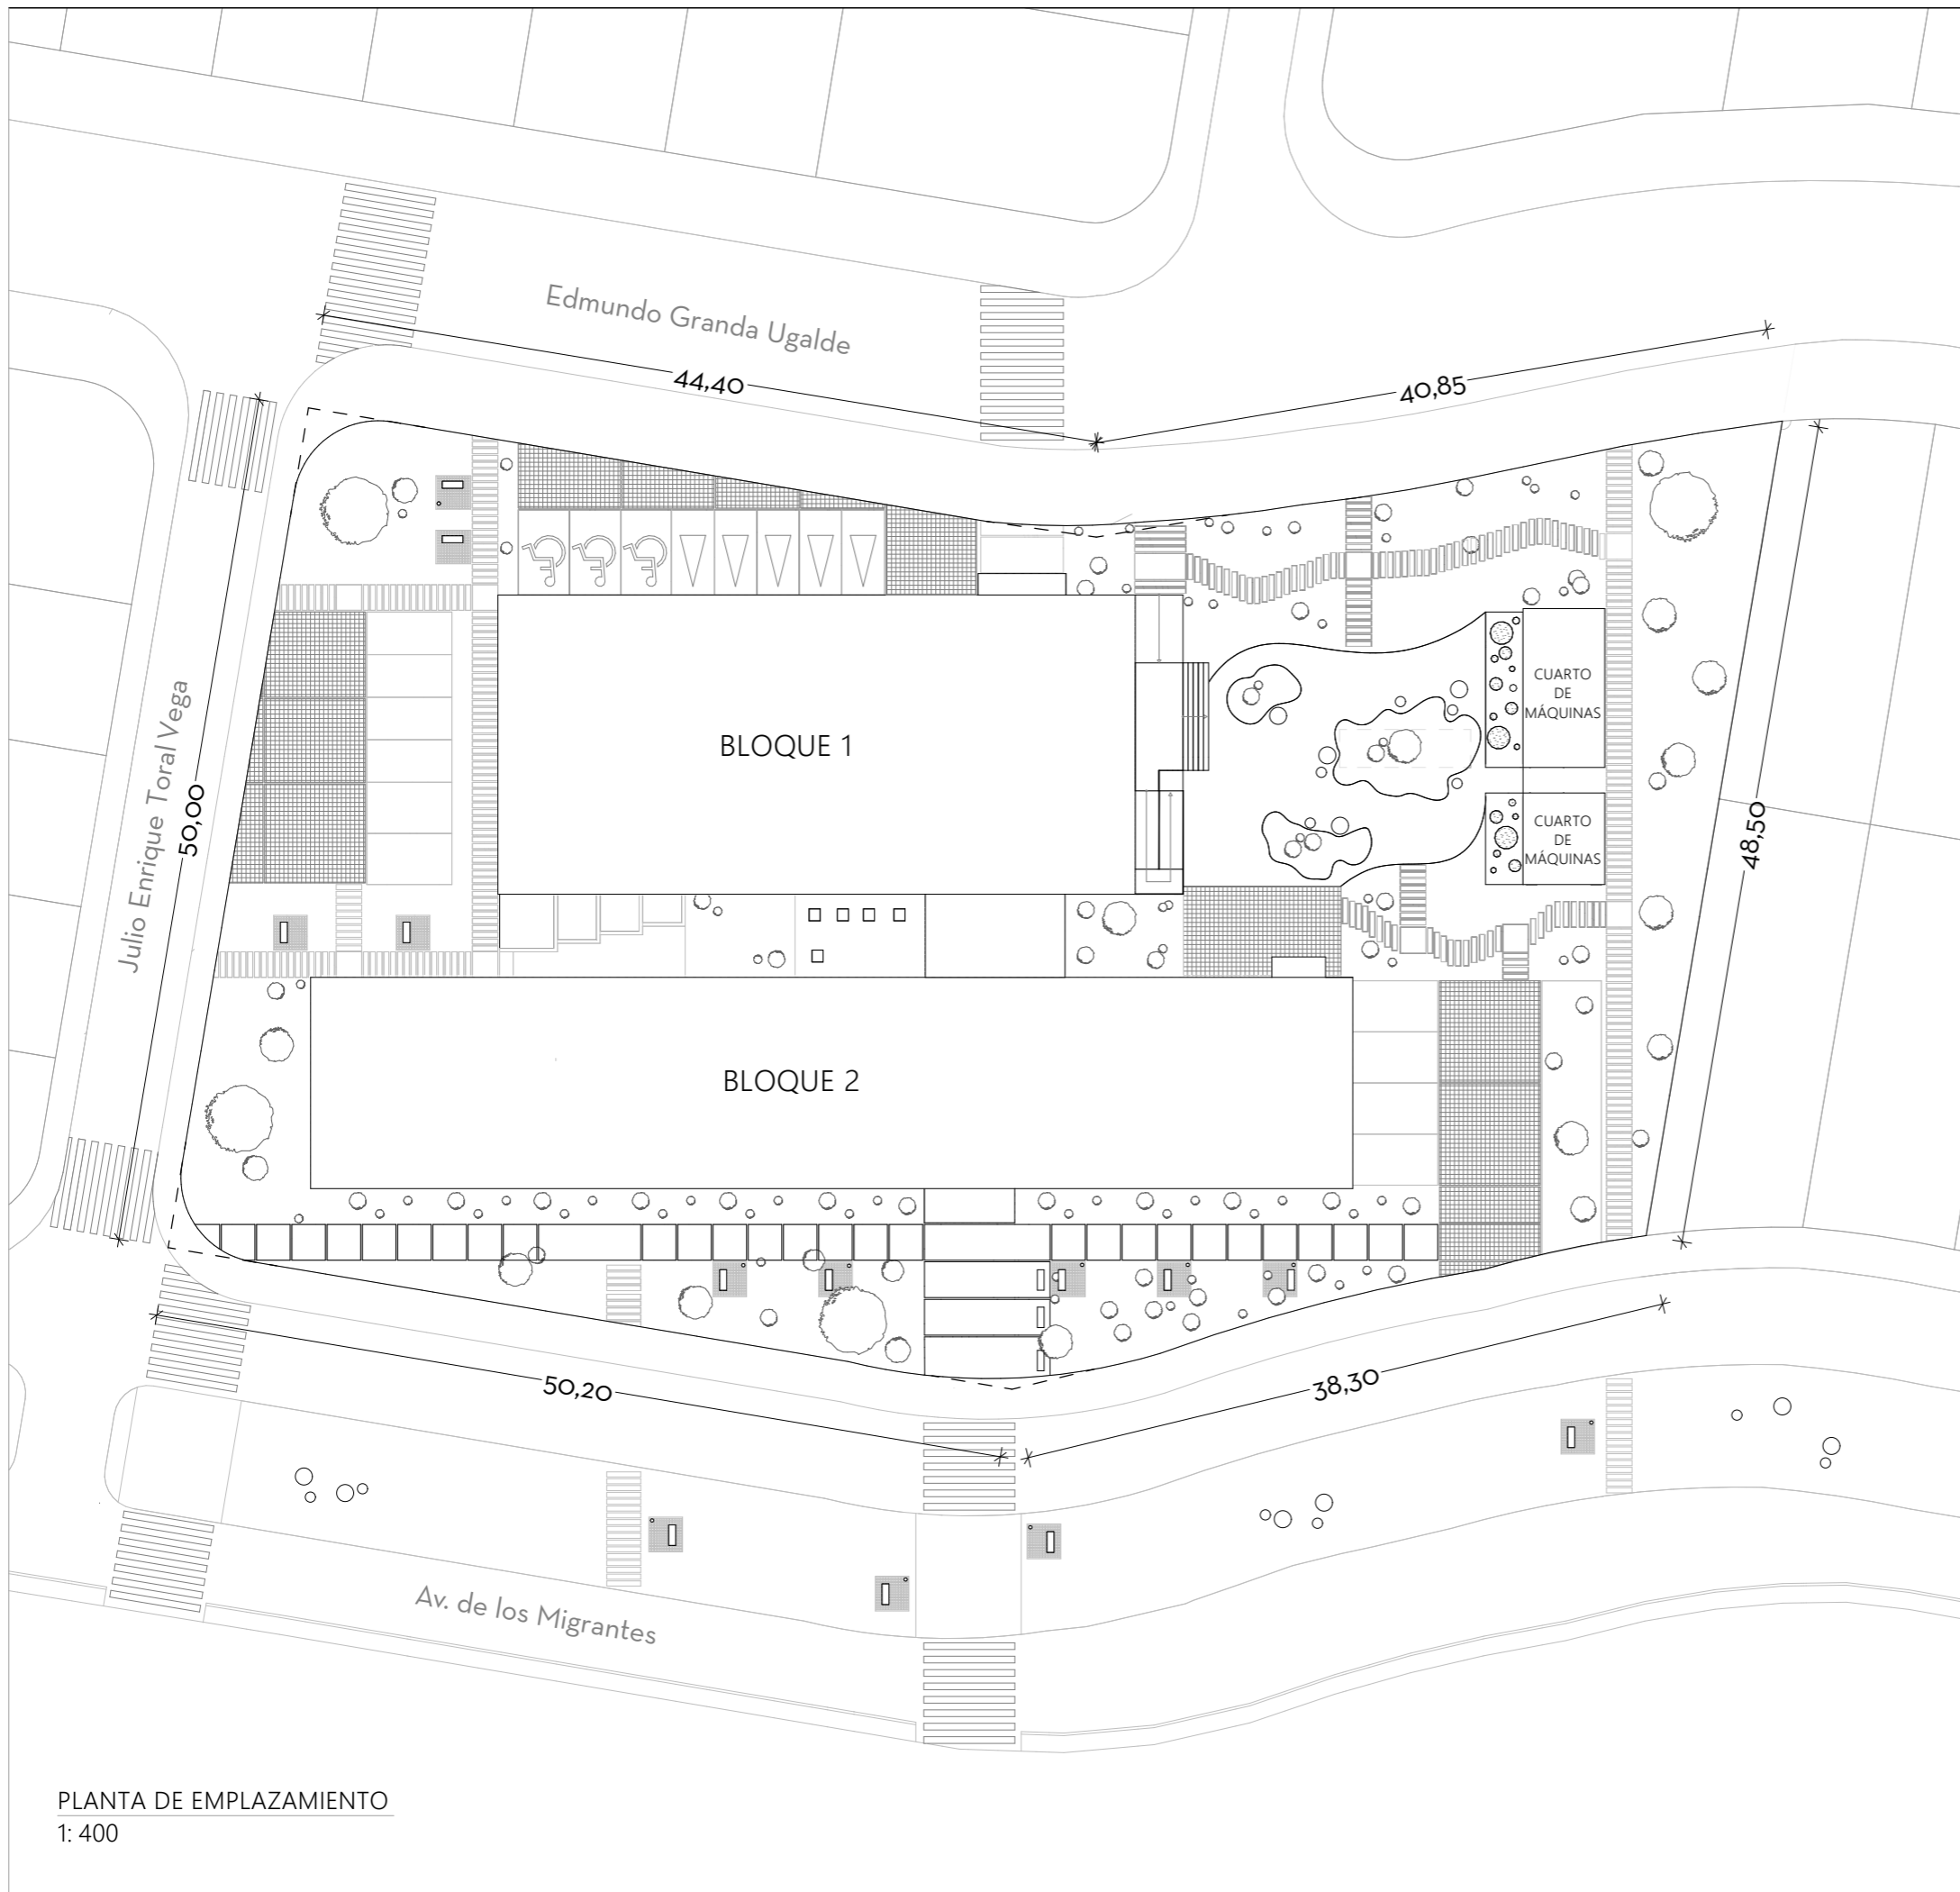 Edmundo Granda Ugalde
44,40
40,85
Julio Enrique Toral Vega
50,00
BLOQUE 1
CUARTO
DE
MÁQUINAS
CUARTO
DE
MÁQUINAS
48,50
BLOQUE 2
50,20
38,30
Av. de los Migrantes
PLANTA DE EMPLAZAMIENTO
1: 400